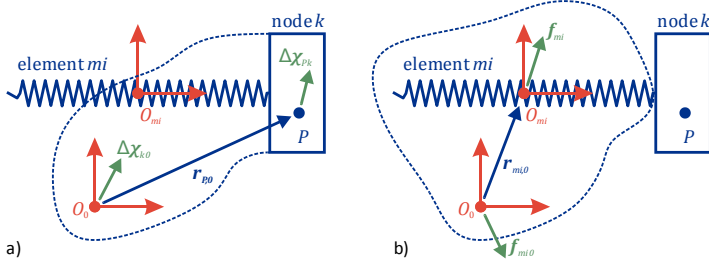 node k
element mi
Δχ_Pk
O_mi
P
Δχ_k0
r_P,0
O_0
a)
node k
f_mi
element mi
O_mi
P
r_mi,0
O_0
f_mi0
b)